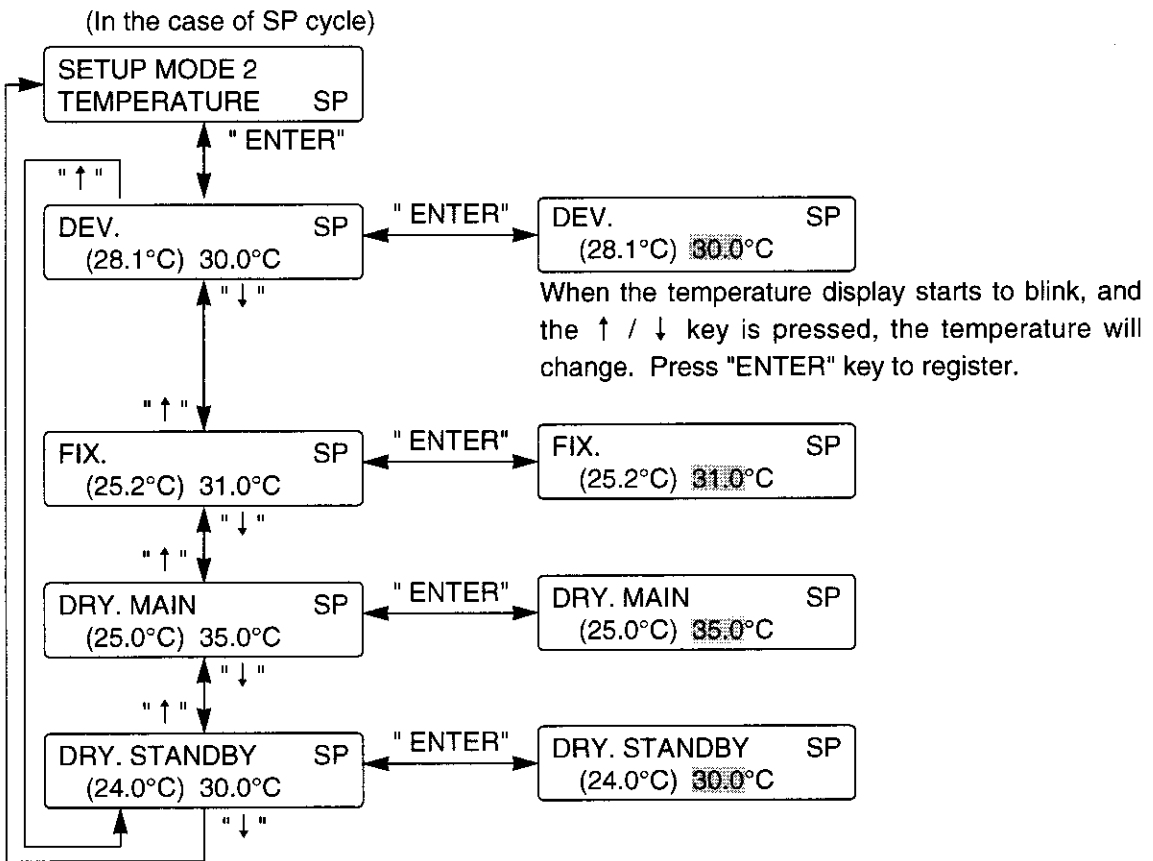 (In the case of SP cycle)
SETUP MODE 2
TEMPERATURE SP
" ENTER"
" ↑ "
DEV. SP
(28.1°C) 30.0°C
" ENTER"
DEV. SP
(28.1°C) 30.0°C
" ↓ "
When the temperature display starts to blink, and
the ↑ / ↓ key is pressed, the temperature will
change. Press "ENTER" key to register.
" ↑ "
FIX. SP
(25.2°C) 31.0°C
" ENTER"
FIX. SP
(25.2°C) 31.0°C
" ↓ "
" ↑ "
DRY. MAIN SP
(25.0°C) 35.0°C
" ENTER"
DRY. MAIN SP
(25.0°C) 35.0°C
" ↓ "
" ↑ "
DRY. STANDBY SP
(24.0°C) 30.0°C
" ENTER"
DRY. STANDBY SP
(24.0°C) 30.0°C
" ↓ "